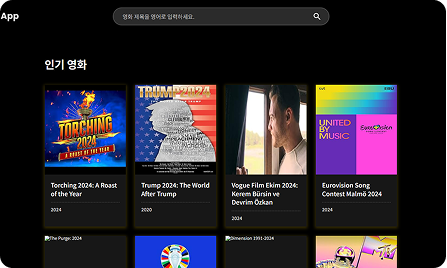 App
영화 제목을 영어로 입력하세요.
인기 영화
TORCHING
2024
A ROAST OF THE YEAR
TRUMP2024
UNITED
BY
MUSIC
EUROVISION
Torching 2024: A Roast
of the Year
2024
Trump 2024: The World
After Trump
2020
Vogue Film Ekim 2024:
Kerem Bürsin ve
Devrim Özkan
2024
Eurovision Song
Contest Malmö 2024
2024
The Purge: 2024
Dimension 1991-2024